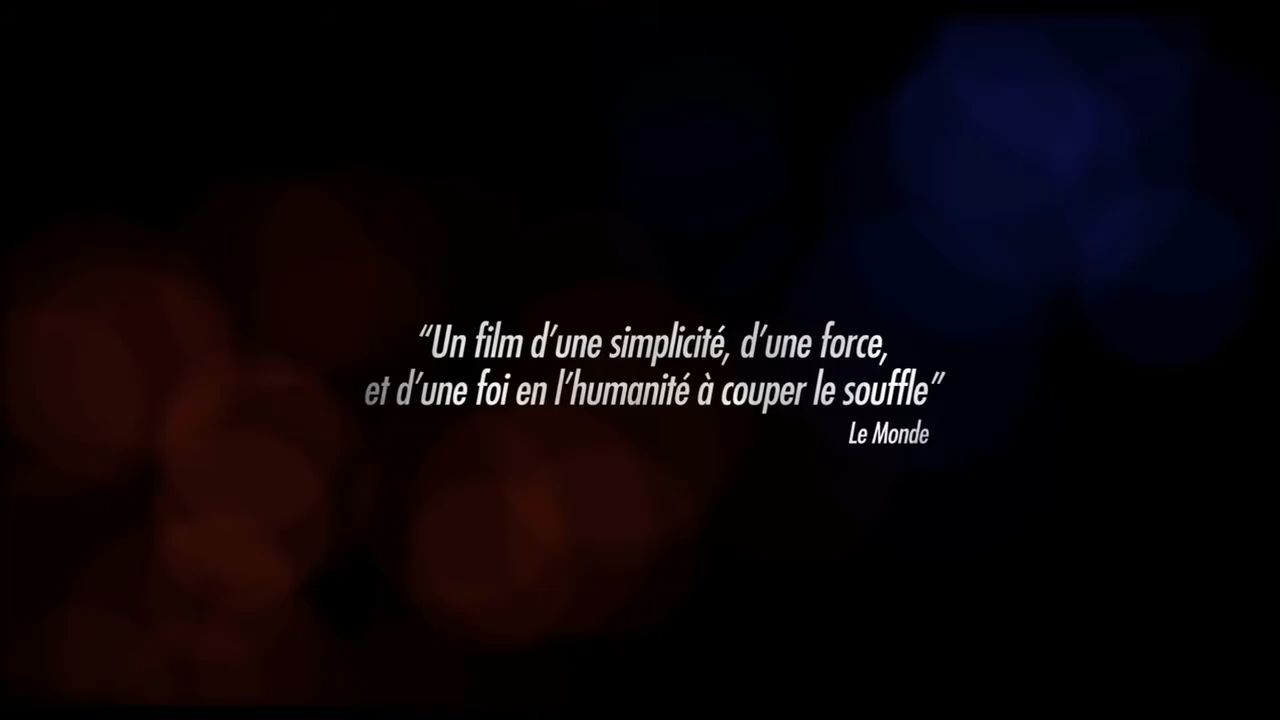 “Un film d’une simplicité, d’une force,
et d’une foi en l’humanité à couper le souffle”
Le Monde